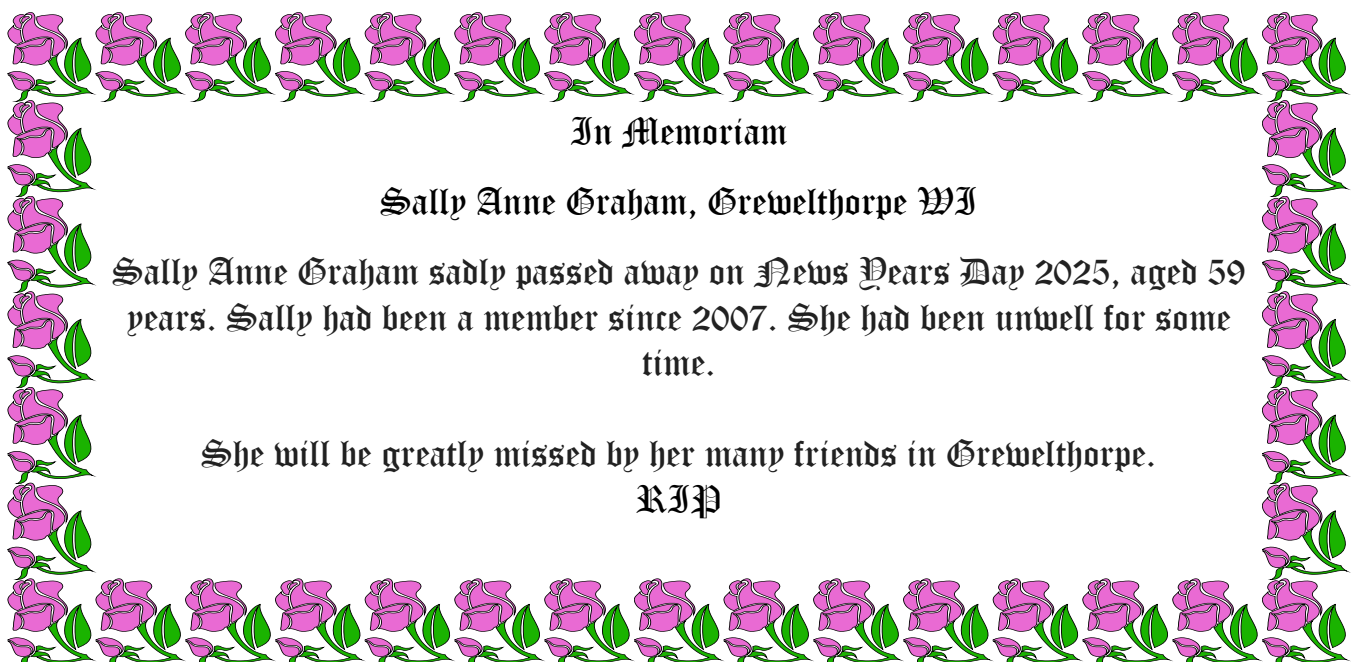 In Memoriam
Sally Anne Graham, Grewelthorpe WI
Sally Anne Graham sadly passed away on News Years Day 2025, aged 59
years. Sally had been a member since 2007. She had been unwell for some
time.
She will be greatly missed by her many friends in Grewelthorpe.
RIP